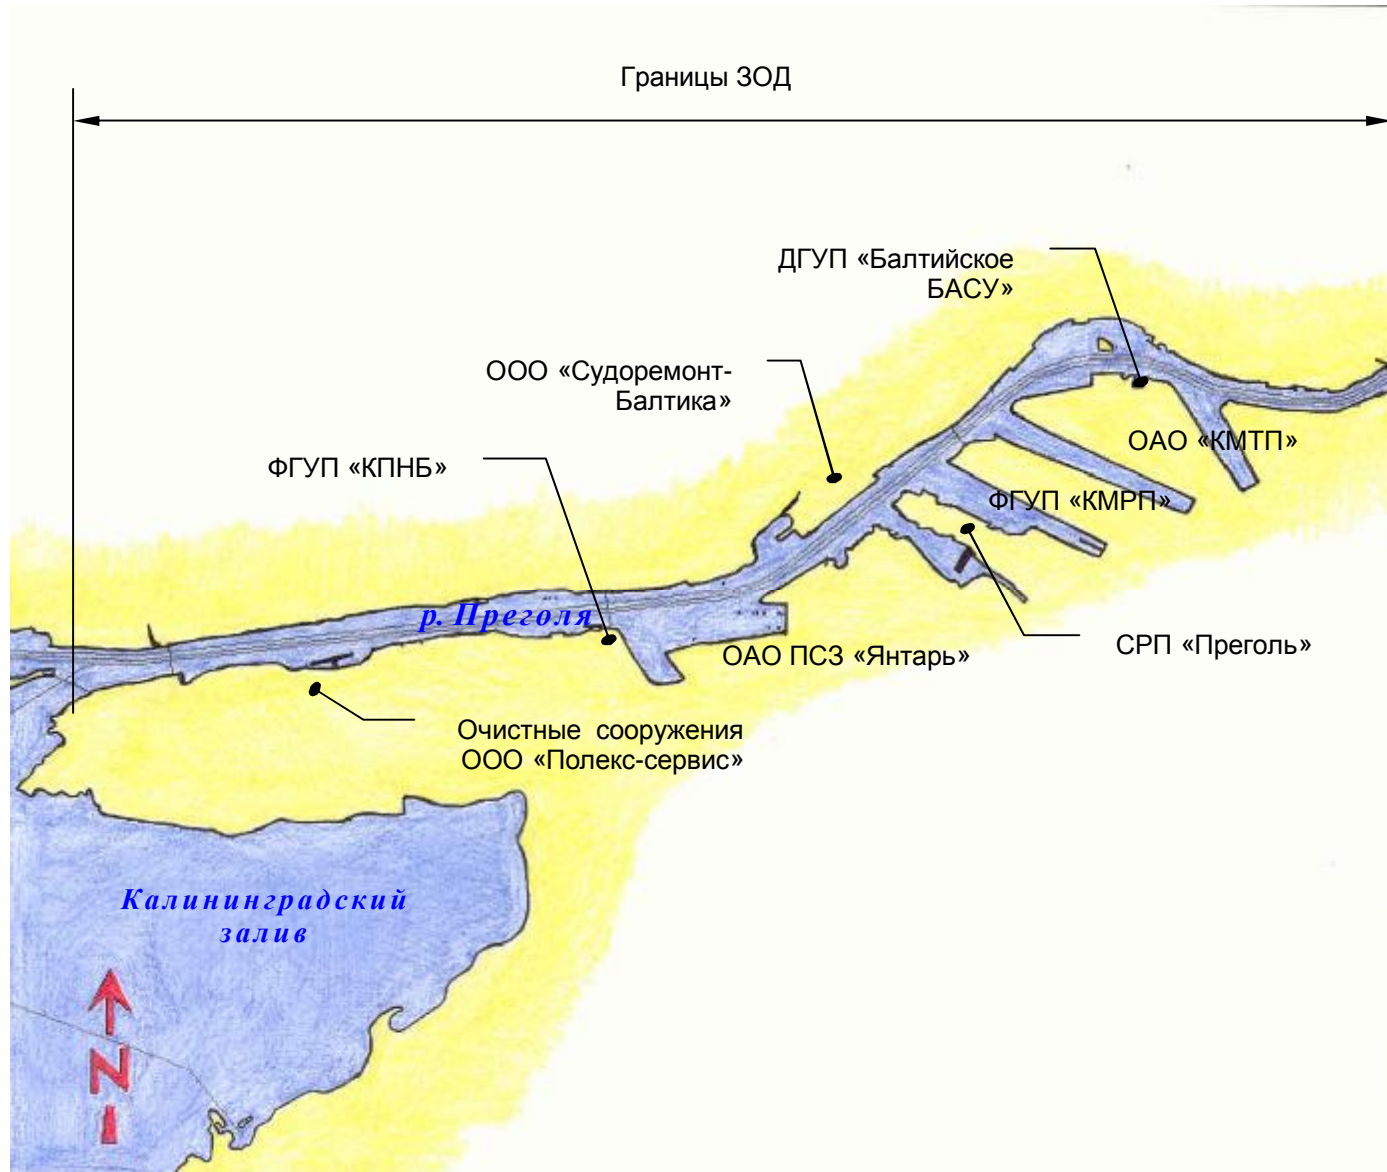 Границы ЗОД
ДГУП «Балтийское
БАСУ»
ООО «Судоремонт-
Балтика»
ОАО «КМТП»
ФГУП «КПНБ»
ФГУП «КМРП»
р. Преголя
СРП «Преголь»
ОАО ПСЗ «Янтарь»
Очистные сооружения
ООО «Полекс-сервис»
Калининградский
залив
N